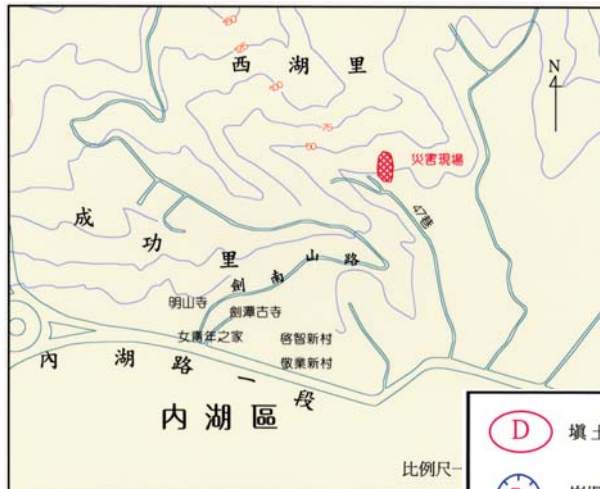 150
125
西湖里
100
N
75
50
災害現場
47巷
成功里
劍南山路
明山寺
劍潭古寺
女青年之家
啓智新村
敬業新村
內湖路一段
內湖區
D 填土
比例尺